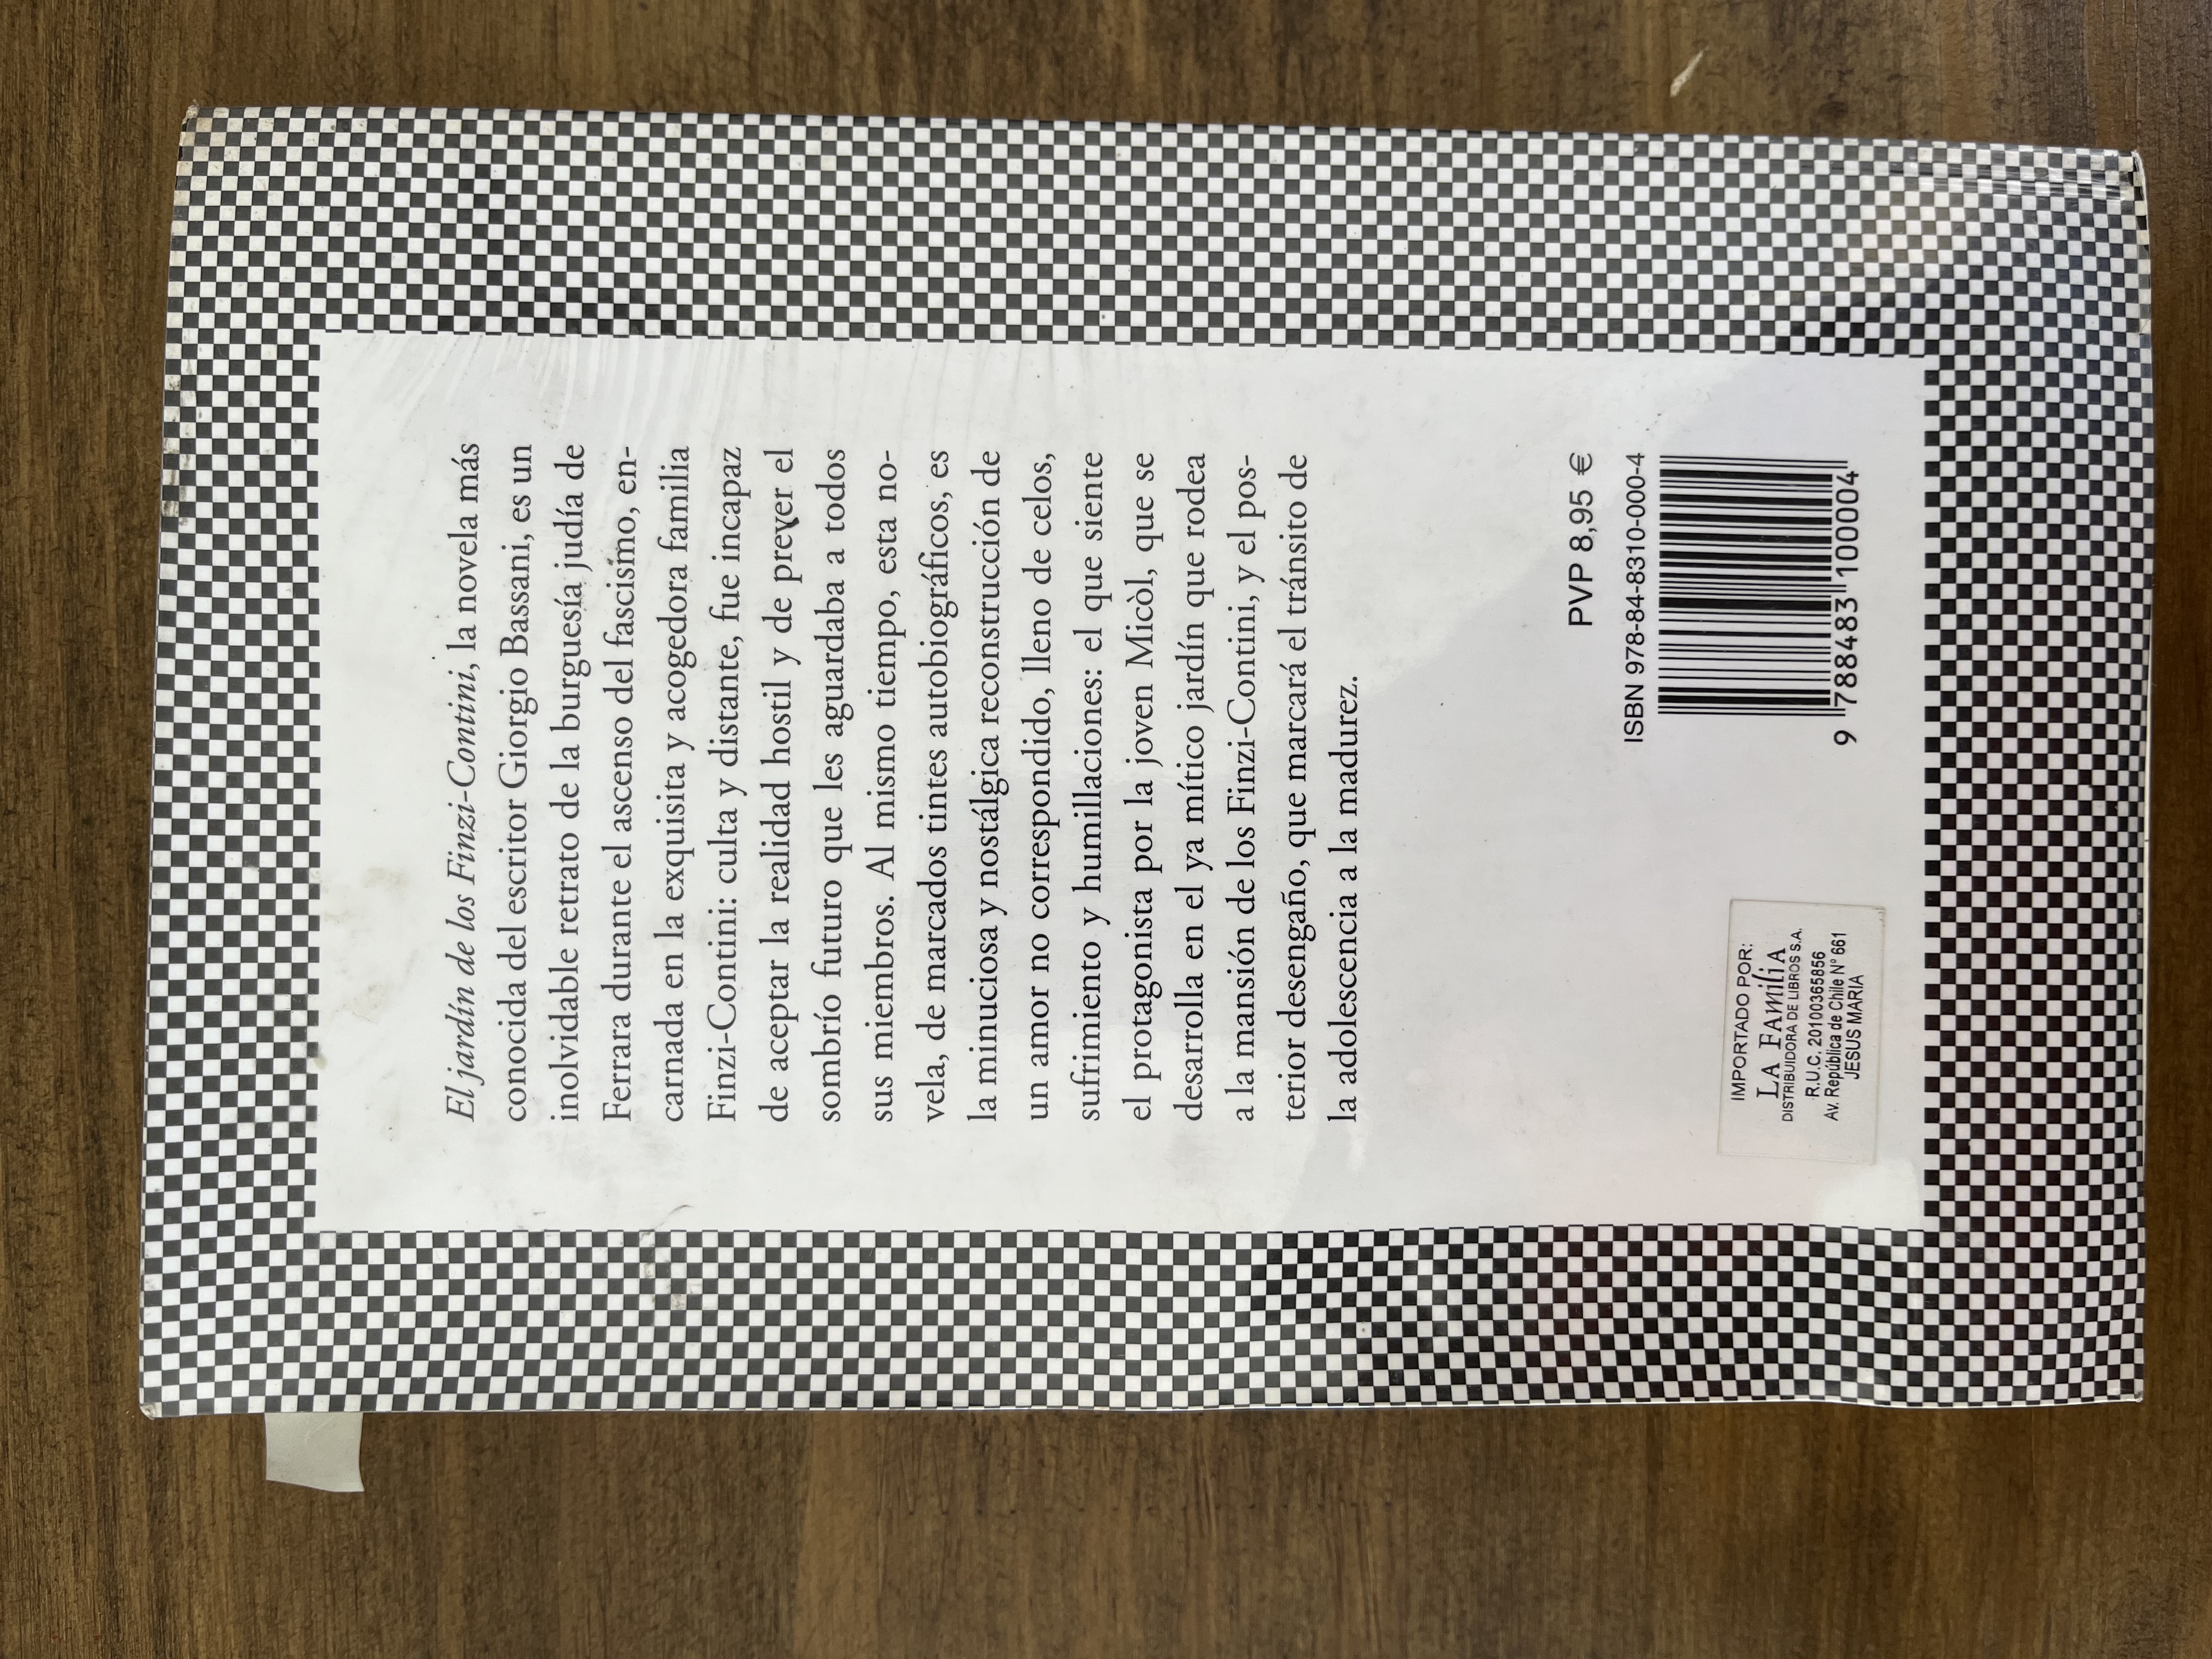 El jardín de los Finzi-Contini, la novela más
conocida del escritor Giorgio Bassani, es un
inolvidable retrato de la burguesía judía de
Ferrara durante el ascenso del fascismo, en-
carnada en la exquisita y acogedora familia
Finzi-Contini: culta y distante, fue incapaz
de aceptar la realidad hostil y de prever el
sombrío futuro que les aguardaba a todos
sus miembros. Al mismo tiempo, esta no-
vela, de marcados tintes autobiográficos, es
la minuciosa y nostálgica reconstrucción de
un amor no correspondido, lleno de celos,
sufrimiento y humillaciones: el que siente
el protagonista por la joven Micòl, que se
desarrolla en el ya mítico jardín que rodea
a la mansión de los Finzi-Contini, y el pos-
terior desengaño, que marcará el tránsito de
la adolescencia a la madurez.
PVP 8,95 €
ISBN 978-84-8310-000-4
9 788483 100004
IMPORTADO POR:
LA FAMiliA
DISTRIBUIDORA DE LIBROS S.A.
R.U.C. 20100365856
Av. República de Chile N° 661
JESUS MARIA